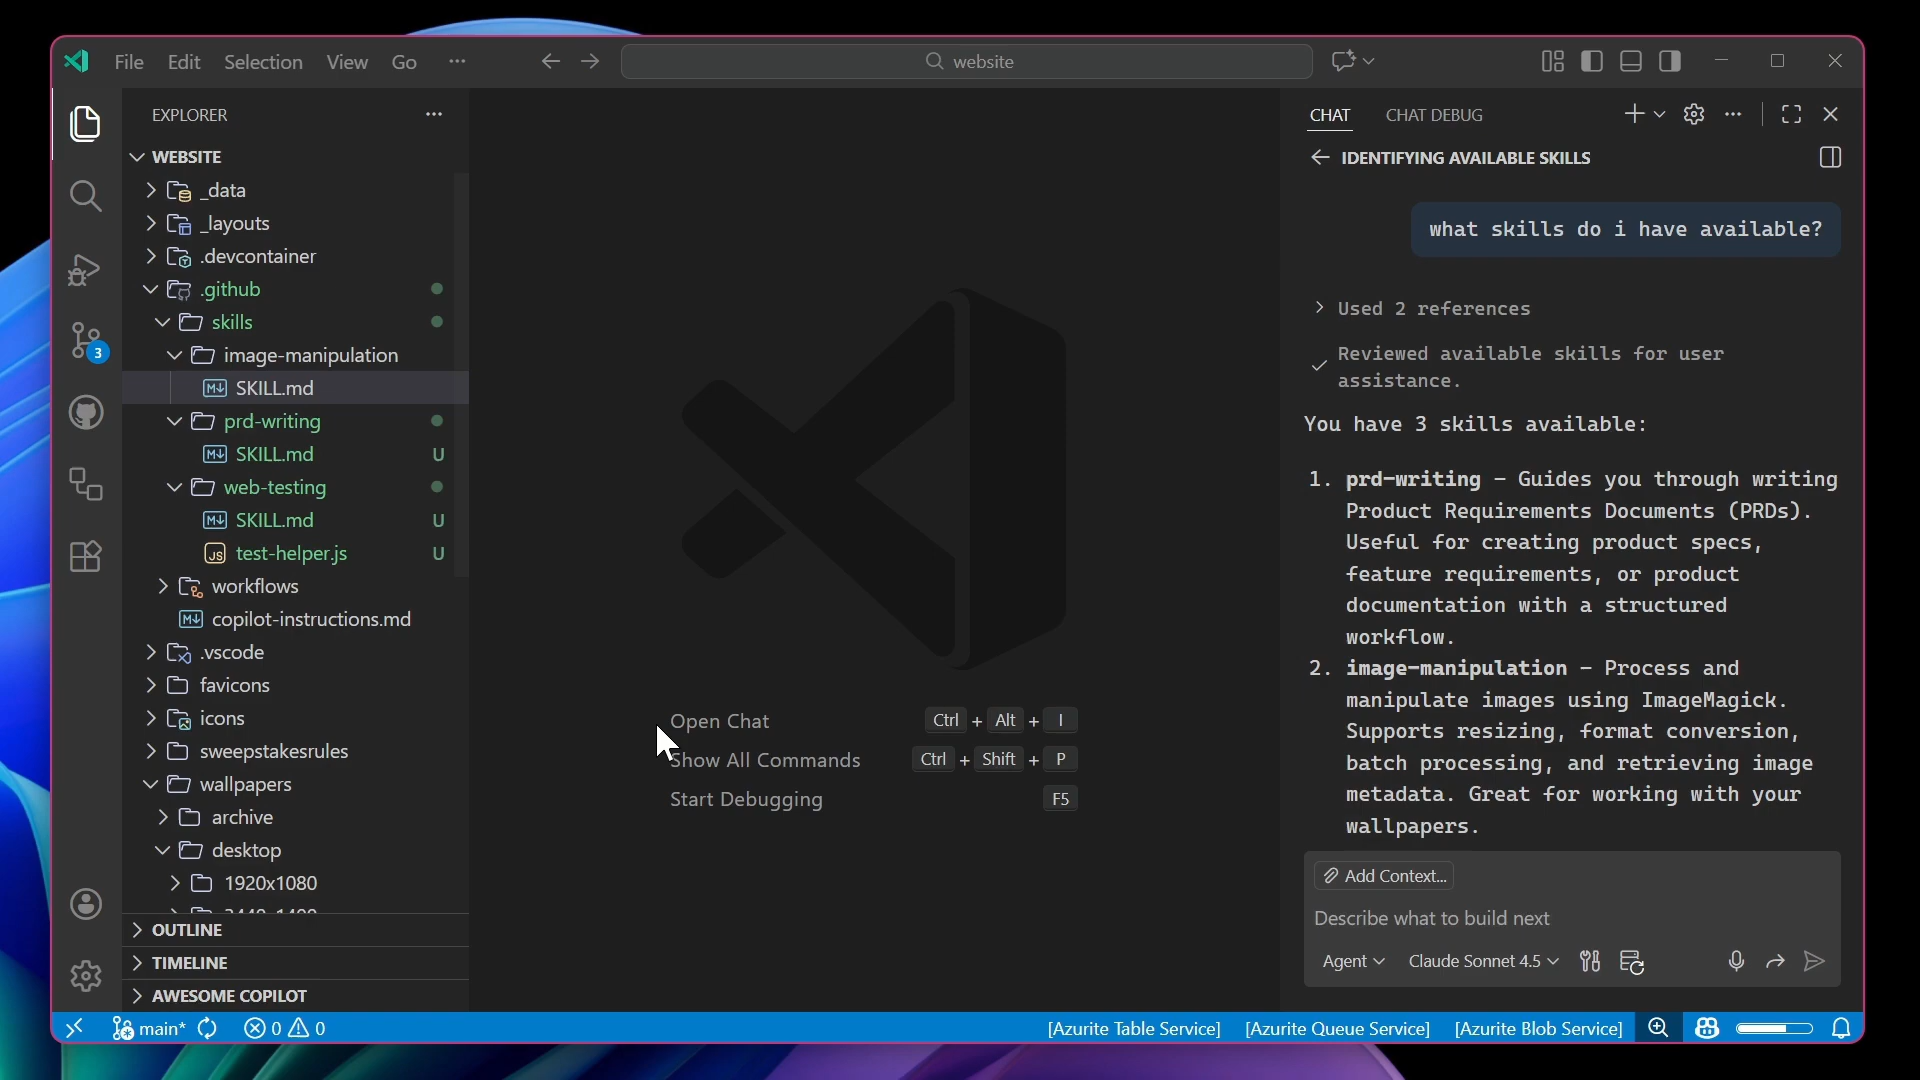 File Edit Selection View Go ··· website
EXPLORER ···
WEBSITE
_data
_layouts
.devcontainer
.github
skills
image-manipulation
SKILL.md
prd-writing
SKILL.md U
web-testing
SKILL.md U
test-helper.js U
workflows
copilot-instructions.md
.vscode
favicons
icons
sweepstakesrules
wallpapers
archive
desktop
1920x1080
OUTLINE
TIMELINE
AWESOME COPILOT
3
Open Chat Ctrl + Alt + I
Show All Commands Ctrl + Shift + P
Start Debugging F5
CHAT CHAT DEBUG
IDENTIFYING AVAILABLE SKILLS
what skills do i have available?
Used 2 references
Reviewed available skills for user
assistance.
You have 3 skills available:
1. prd-writing – Guides you through writing
Product Requirements Documents (PRDs).
Useful for creating product specs,
feature requirements, or product
documentation with a structured
workflow.
2. image-manipulation – Process and
manipulate images using ImageMagick.
Supports resizing, format conversion,
batch processing, and retrieving image
metadata. Great for working with your
wallpapers.
Add Context...
Describe what to build next
Agent Claude Sonnet 4.5
main* 0 0 [Azurite Table Service] [Azurite Queue Service] [Azurite Blob Service]